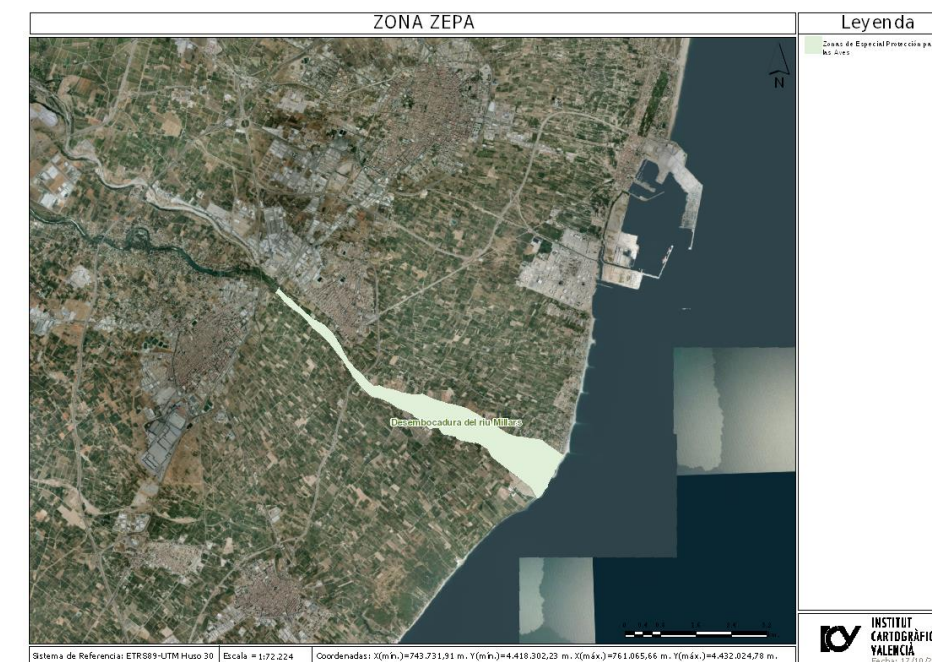 ZONA ZEPA
Leyenda
Zonas de Especial Protección pa
las Aves
N
Desembocadura del riu Millars
Sistema de Referencia: ETRS89-UTM Huso 30
Escala = 1:72.224
Coordenadas: X(mín.)=743.731,91 m. Y(mín.)=4.418.302,23 m. X(máx.)=761.065,66 m. Y(máx.)=4.432.024,78 m.
INSTITUT
CARTOGRÀFIC
VALENCIÀ